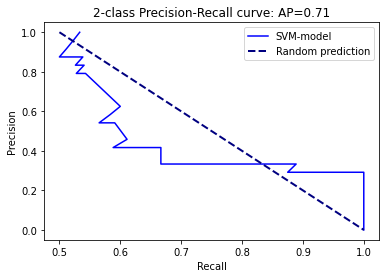 2-class Precision-Recall curve: AP=0.71
SVM-model
Random prediction
1.0
0.8
0.6
0.4
0.2
0.0
Precision
0.5 0.6 0.7 0.8 0.9 1.0
Recall